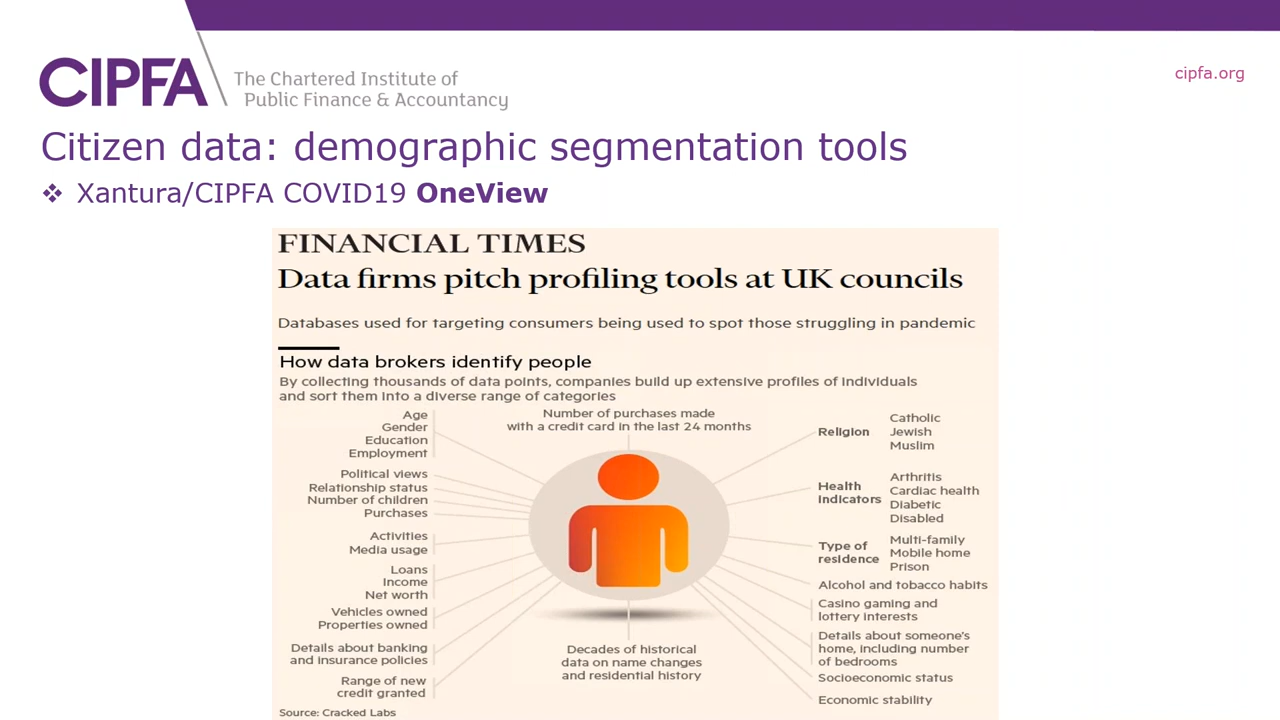 CIPFA
The Chartered Institute of
Public Finance & Accountancy
cipfa.org
Citizen data: demographic segmentation tools
❖ Xantura/CIPFA COVID19 OneView
FINANCIAL TIMES
Data firms pitch profiling tools at UK councils
Databases used for targeting consumers being used to spot those struggling in pandemic
How data brokers identify people
By collecting thousands of data points, companies build up extensive profiles of individuals
and sort them into a diverse range of categories
Age
Gender
Education
Employment
Political views
Relationship status
Number of children
Purchases
Activities
Media usage
Loans
Income
Net worth
Vehicles owned
Properties owned
Details about banking
and insurance policies
Range of new
credit granted
Number of purchases made
with a credit card in the last 24 months
Decades of historical
data on name changes
and residential history
Religion
Catholic
Jewish
Muslim
Health
indicators
Arthritis
Cardiac health
Diabetic
Disabled
Type of
residence
Multi-family
Mobile home
Prison
Alcohol and tobacco habits
Casino gaming and
lottery interests
Details about someone's
home, including number
of bedrooms
Socioeconomic status
Economic stability
Source: Cracked Labs